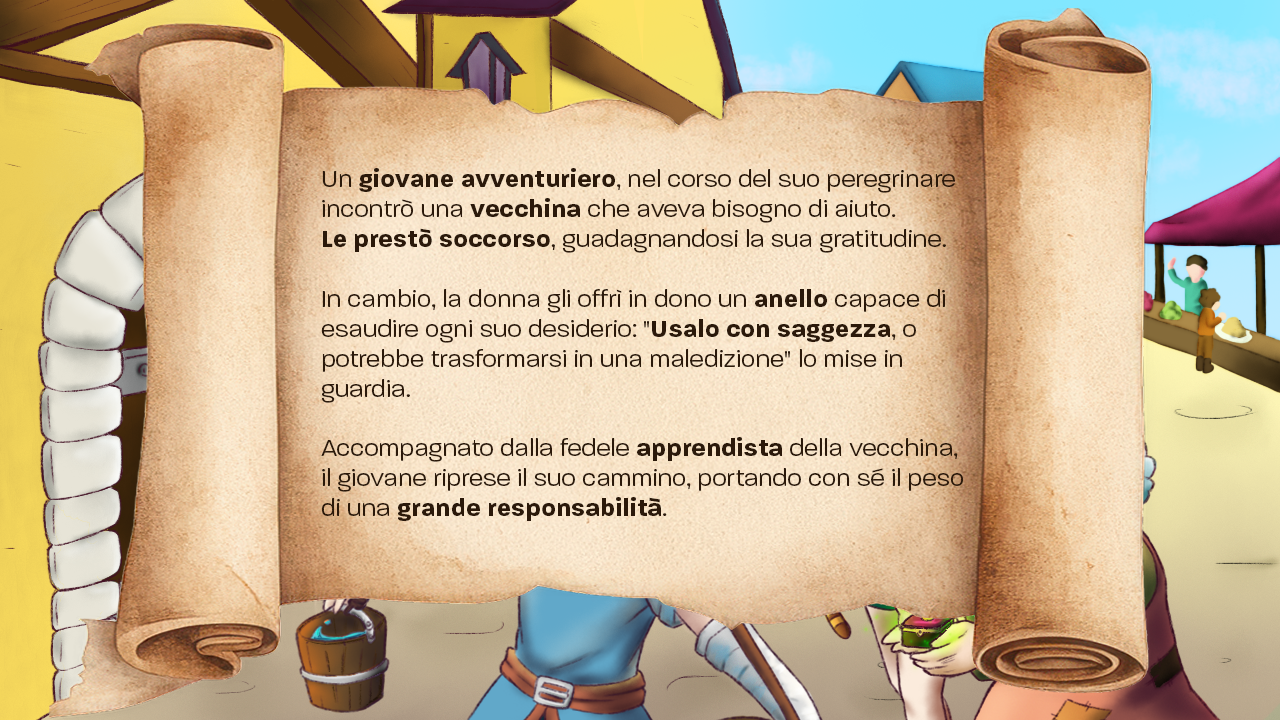 Un giovane avventuriero, nel corso del suo peregrinare
incontrò una vecchina che aveva bisogno di aiuto.
Le prestò soccorso, guadagnandosi la sua gratitudine.
In cambio, la donna gli offrì in dono un anello capace di
esaudire ogni suo desiderio: "Usalo con saggezza, o
potrebbe trasformarsi in una maledizione" lo mise in
guardia.
Accompagnato dalla fedele apprendista della vecchina,
il giovane riprese il suo cammino, portando con sé il peso
di una grande responsabilità.